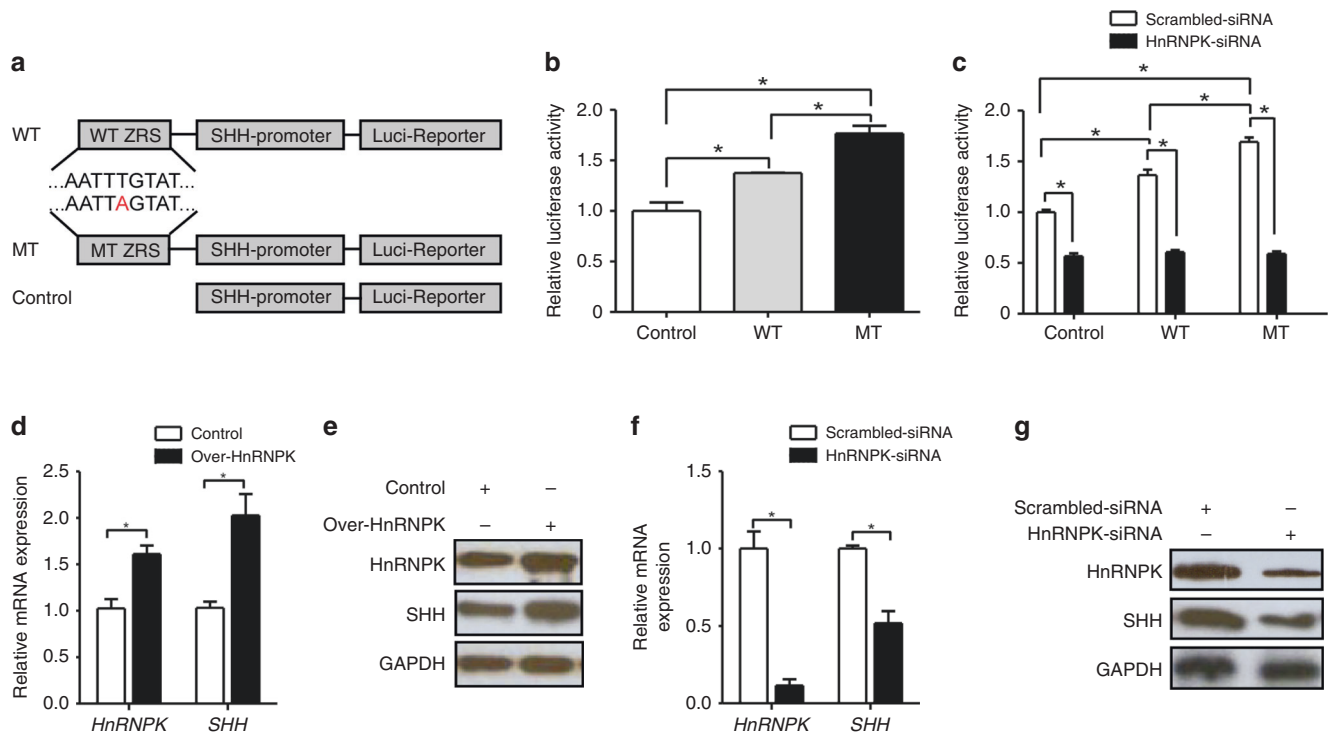 a
WT
WT ZRS
SHH-promoter
Luci-Reporter
...AATTTGTAT...
...AATTAGTAT...
MT
MT ZRS
SHH-promoter
Luci-Reporter
Control
SHH-promoter
Luci-Reporter
b
Relative luciferase activity
2.0
1.5
1.0
0.5
0
*
*
*
Control
WT
MT
c
Scrambled-siRNA
HnRNPK-siRNA
Relative luciferase activity
2.0
1.5
1.0
0.5
0
*
*
*
*
*
*
Control
WT
MT
d
Control
Over-HnRNPK
Relative mRNA expression
2.5
2.0
1.5
1.0
0.5
0.0
*
*
HnRNPK
SHH
e
Control + –
Over-HnRNPK – +
HnRNPK
SHH
GAPDH
f
Scrambled-siRNA
HnRNPK-siRNA
Relative mRNA
expression
1.5
1.0
0.5
0.0
*
*
HnRNPK
SHH
g
Scrambled-siRNA + –
HnRNPK-siRNA – +
HnRNPK
SHH
GAPDH